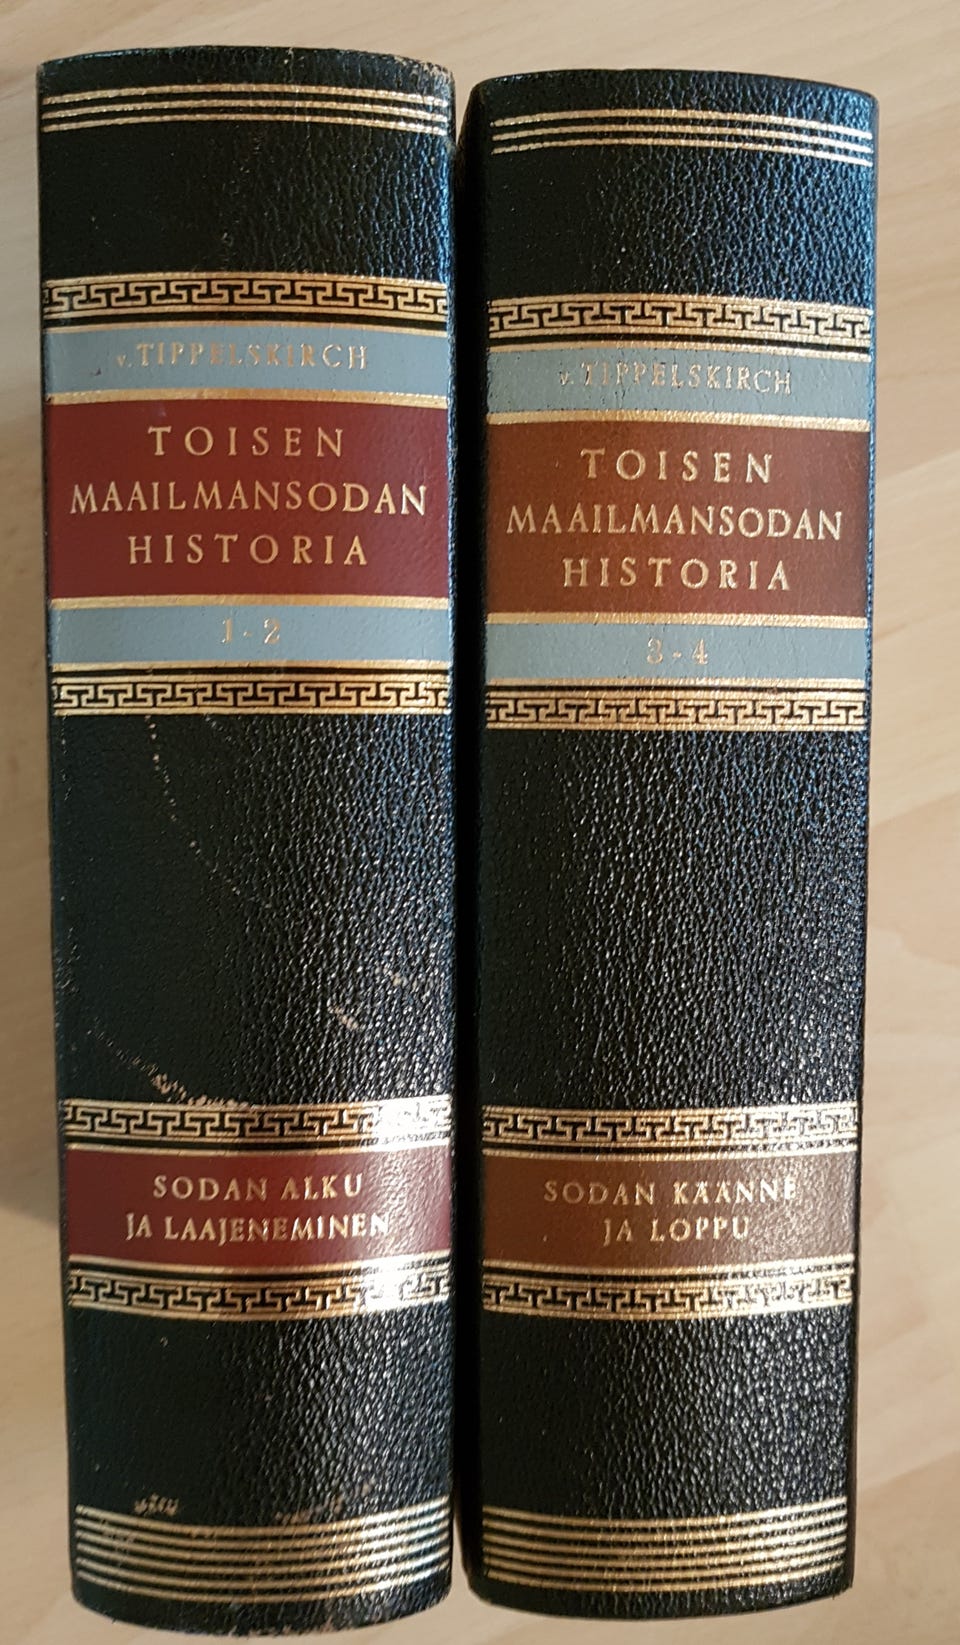 v. TIPPELSKIRCH
TOISEN
MAAILMANSODAN
HISTORIA
1-2
SODAN ALKU
JA LAAJENEMINEN
v. TIPPELSKIRCH
TOISEN
MAAILMANSODAN
HISTORIA
3-4
SODAN KÄÄNNE
JA LOPPU